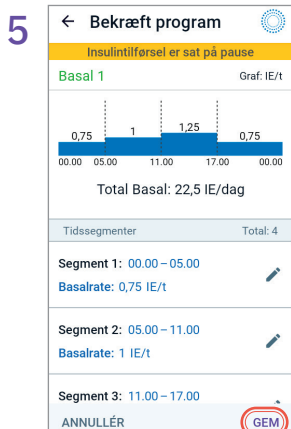 5
Bekræft program
Insulintilførsel er sat på pause
Basal 1
Graf: IE/t
0,75 1 1,25 0,75
00.00 05.00 11.00 17.00 00.00
Total Basal: 22,5 IE/dag
Tidssegmenter Total: 4
Segment 1: 00.00 – 05.00
Basalrate: 0,75 IE/t
Segment 2: 05.00 – 11.00
Basalrate: 1 IE/t
Segment 3: 11.00 – 17.00
ANNULLÉR GEM